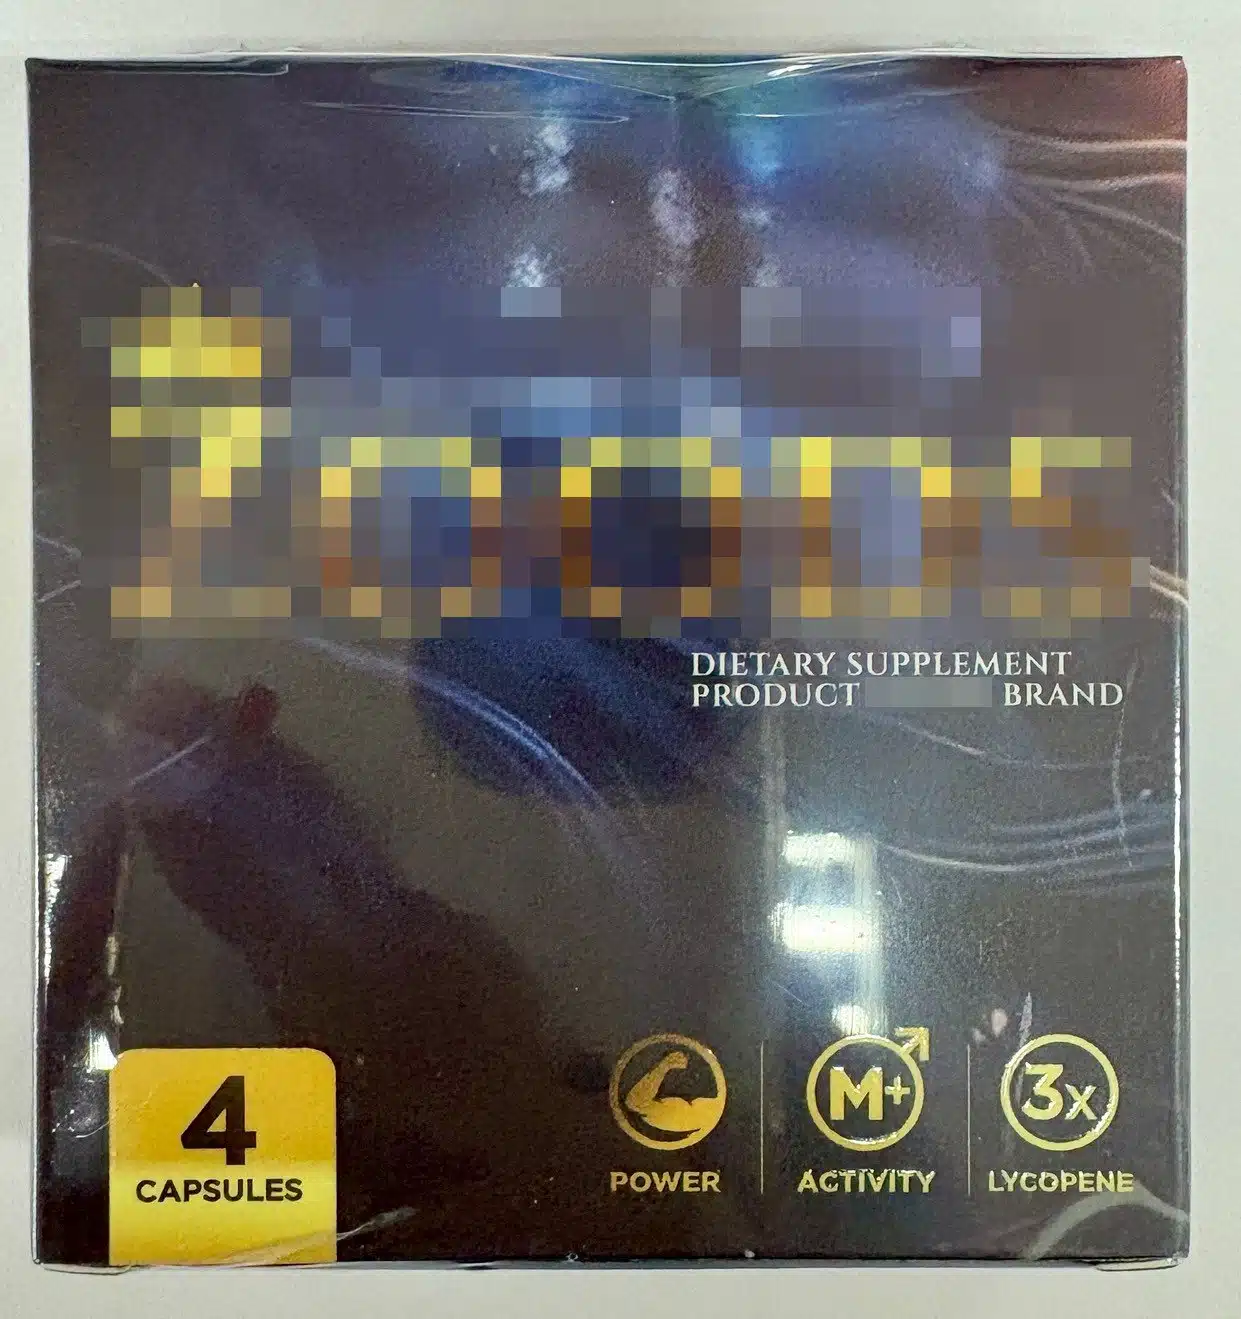 DIETARY SUPPLEMENT
PRODUCT BRAND
4
CAPSULES
M+
3x
POWER
ACTIVITY
LYCOPENE